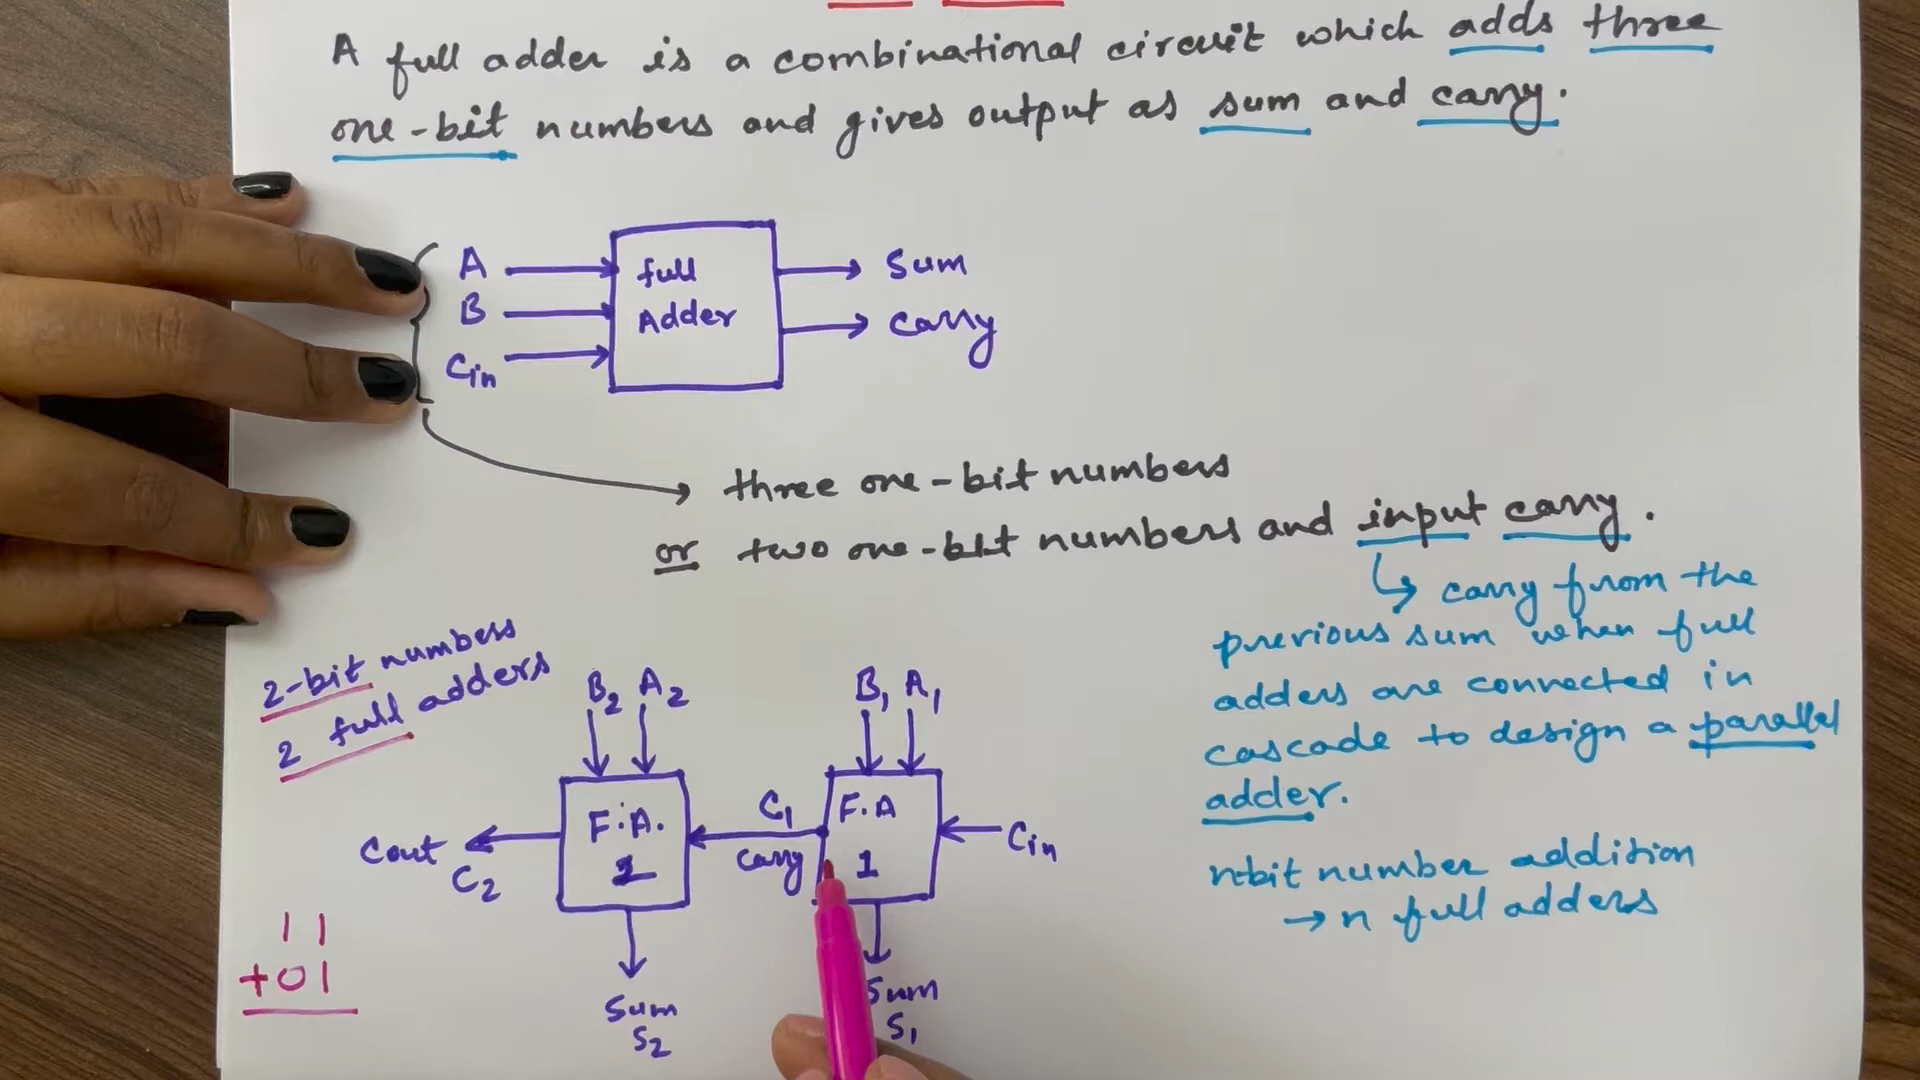 A full adder is a combinational circuit which adds three
one-bit numbers and gives output as sum and carry.
A
B
Cin
full
Adder
Sum
Carry
three one-bit numbers
or two one-bit numbers and input carry.
carry from the
previous sum when full
adders are connected in
cascade to design a parallel
adder.
n-bit number addition
→ n full adders
2-bit numbers
2 full adders
B2 A2
B1 A1
F.A.
2
C1
carry
F.A
1
Cin
Cout
C2
Sum
S2
Sum
S1
11
+01